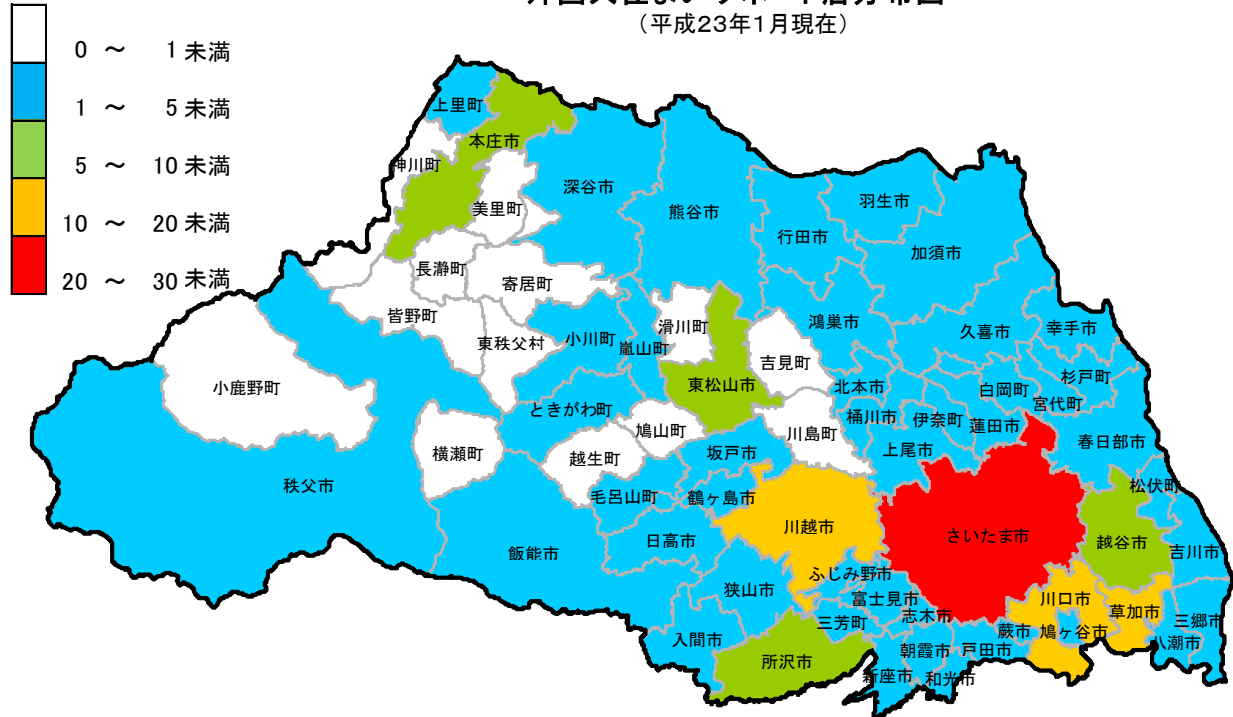 (平成23年1月現在)
0 ~ 1 未満
1 ~ 5 未満
5 ~ 10 未満
10 ~ 20 未満
20 ~ 30 未満
上里町
本庄市
神川町
美里町
深谷市
熊谷市
行田市
羽生市
加須市
長瀞町
寄居町
皆野町
東秩父村
小川町
嵐山町
滑川町
吉見町
鴻巣市
久喜市
幸手市
小鹿野町
東松山市
北本市
白岡町
杉戸町
宮代町
ときがわ町
桶川市
伊奈町
蓮田市
鳩山町
川島町
上尾市
春日部市
横瀬町
越生町
坂戸市
秩父市
毛呂山町
鶴ヶ島市
松伏町
川越市
さいたま市
越谷市
吉川市
飯能市
日高市
狭山市
ふじみ野市
富士見市
川口市
草加市
三芳町
志木市
入間市
蕨市
鳩ヶ谷市
三郷市
所沢市
朝霞市
戸田市
八潮市
新座市
和光市